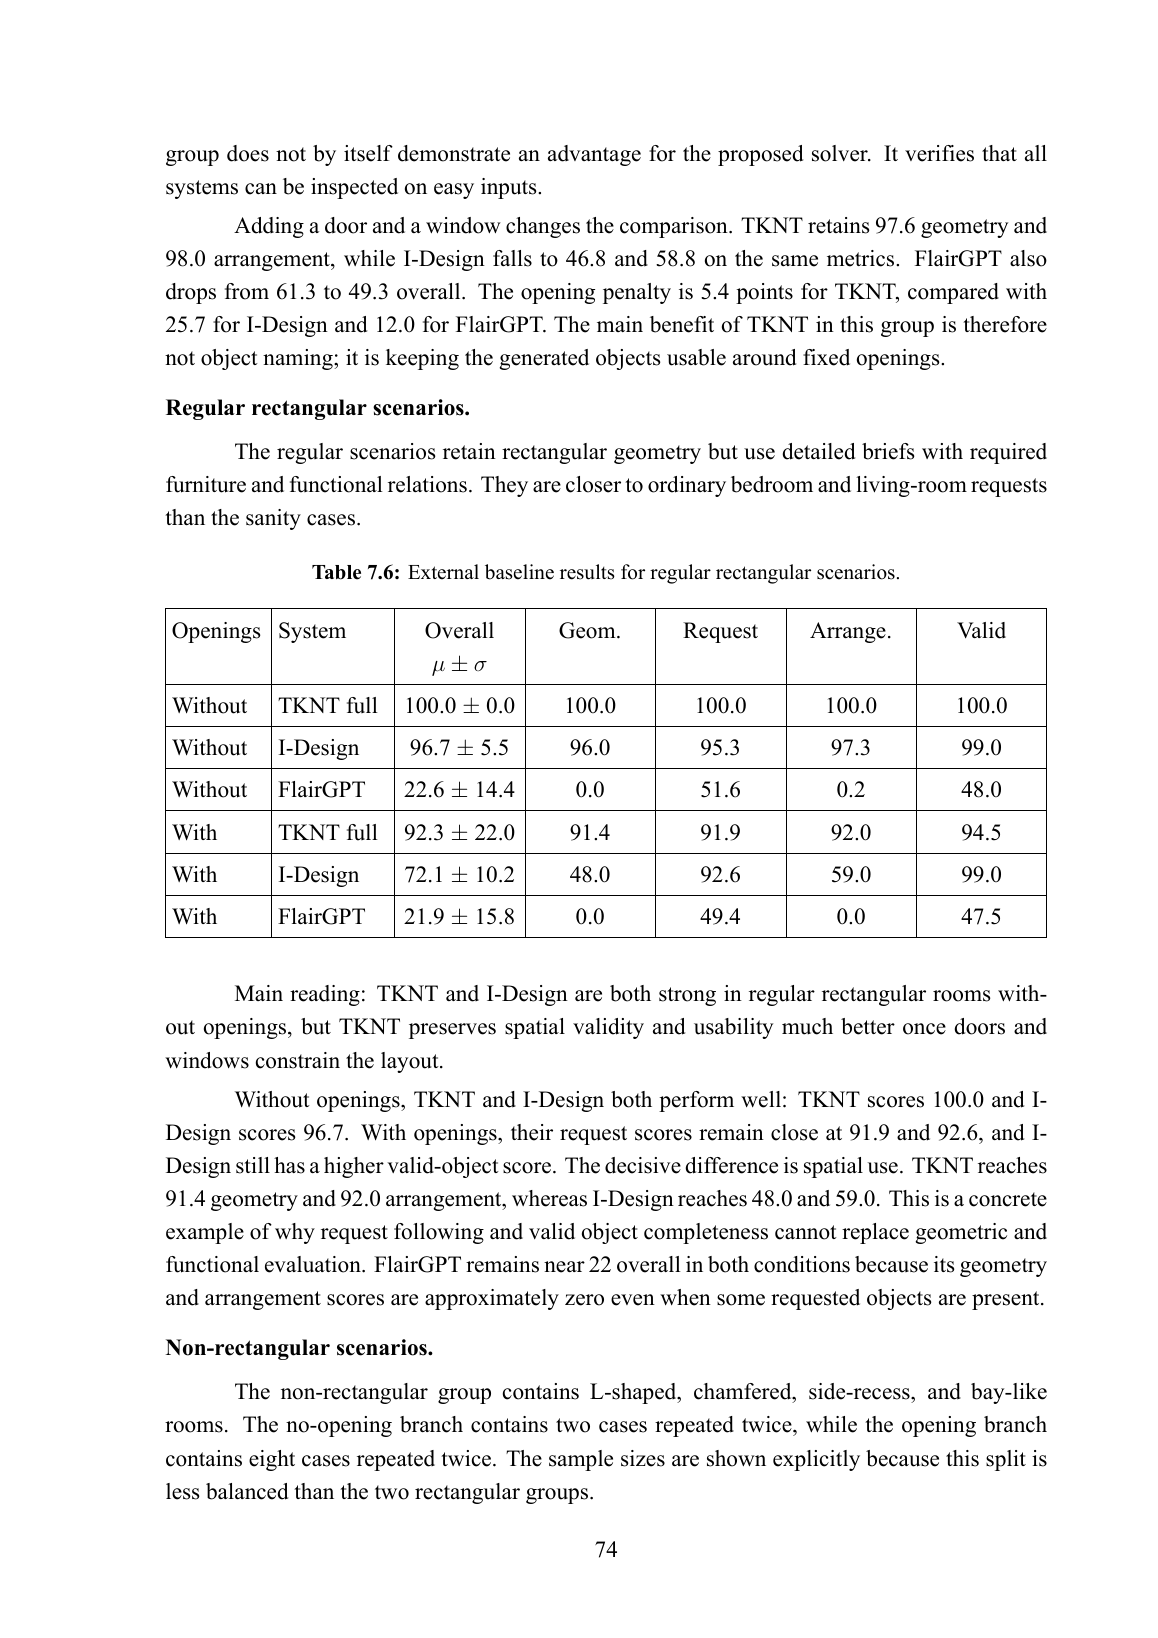 group does not by itself demonstrate an advantage for the proposed solver. It verifies that all
systems can be inspected on easy inputs.
Adding a door and a window changes the comparison. TKNT retains 97.6 geometry and
98.0 arrangement, while I-Design falls to 46.8 and 58.8 on the same metrics. FlairGPT also
drops from 61.3 to 49.3 overall. The opening penalty is 5.4 points for TKNT, compared with
25.7 for I-Design and 12.0 for FlairGPT. The main benefit of TKNT in this group is therefore
not object naming; it is keeping the generated objects usable around fixed openings.
Regular rectangular scenarios.
The regular scenarios retain rectangular geometry but use detailed briefs with required
furniture and functional relations. They are closer to ordinary bedroom and living-room requests
than the sanity cases.
Table 7.6: External baseline results for regular rectangular scenarios.
Openings System Overall Geom. Request Arrange. Valid
μ ± σ
Without TKNT full 100.0 ± 0.0 100.0 100.0 100.0 100.0
Without I-Design 96.7 ± 5.5 96.0 95.3 97.3 99.0
Without FlairGPT 22.6 ± 14.4 0.0 51.6 0.2 48.0
With TKNT full 92.3 ± 22.0 91.4 91.9 92.0 94.5
With I-Design 72.1 ± 10.2 48.0 92.6 59.0 99.0
With FlairGPT 21.9 ± 15.8 0.0 49.4 0.0 47.5
Main reading: TKNT and I-Design are both strong in regular rectangular rooms with-
out openings, but TKNT preserves spatial validity and usability much better once doors and
windows constrain the layout.
Without openings, TKNT and I-Design both perform well: TKNT scores 100.0 and I-
Design scores 96.7. With openings, their request scores remain close at 91.9 and 92.6, and I-
Design still has a higher valid-object score. The decisive difference is spatial use. TKNT reaches
91.4 geometry and 92.0 arrangement, whereas I-Design reaches 48.0 and 59.0. This is a concrete
example of why request following and valid object completeness cannot replace geometric and
functional evaluation. FlairGPT remains near 22 overall in both conditions because its geometry
and arrangement scores are approximately zero even when some requested objects are present.
Non-rectangular scenarios.
The non-rectangular group contains L-shaped, chamfered, side-recess, and bay-like
rooms. The no-opening branch contains two cases repeated twice, while the opening branch
contains eight cases repeated twice. The sample sizes are shown explicitly because this split is
less balanced than the two rectangular groups.
74